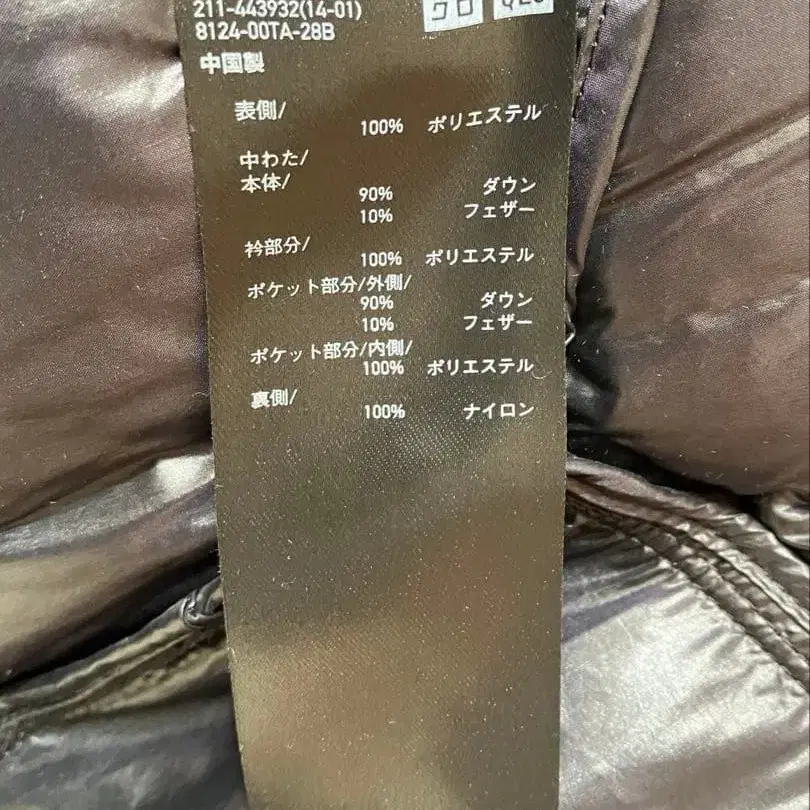 211-443932(14-01)
8124-00TA-28B
中国製
表側/
100% ポリエステル
中わた/
本体/
90% ダウン
10% フェザー
衿部分/
100% ポリエステル
ポケット部分/外側/
90% ダウン
10% フェザー
ポケット部分/内側/
100% ポリエステル
裏側/
100% ナイロン